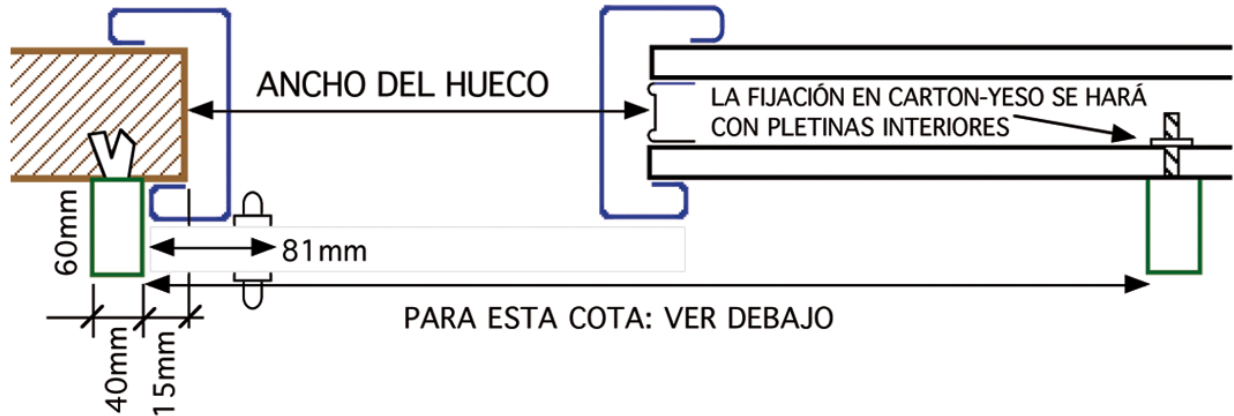 ANCHO DEL HUECO
LA FIJACIÓN EN CARTON-YESO SE HARÁ
CON PLETINAS INTERIORES
60mm
81mm
PARA ESTA COTA: VER DEBAJO
40mm
15mm